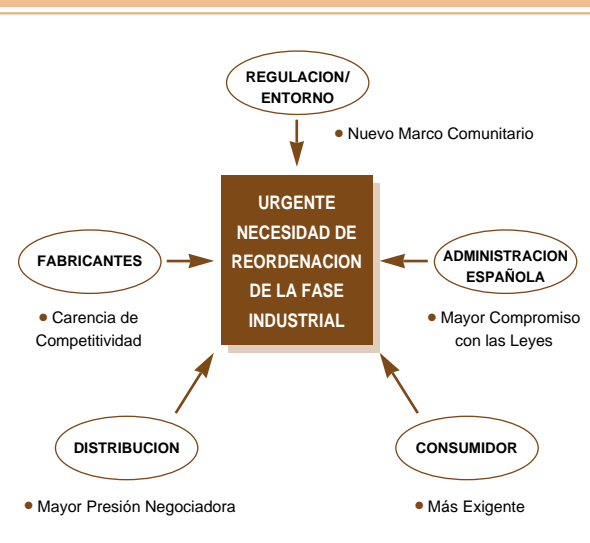 REGULACION/
ENTORNO
• Nuevo Marco Comunitario
URGENTE
NECESIDAD DE
REORDENACION
DE LA FASE
INDUSTRIAL
FABRICANTES
• Carencia de
Competitividad
ADMINISTRACION
ESPAÑOLA
• Mayor Compromiso
con las Leyes
DISTRIBUCION
• Mayor Presión Negociadora
CONSUMIDOR
• Más Exigente